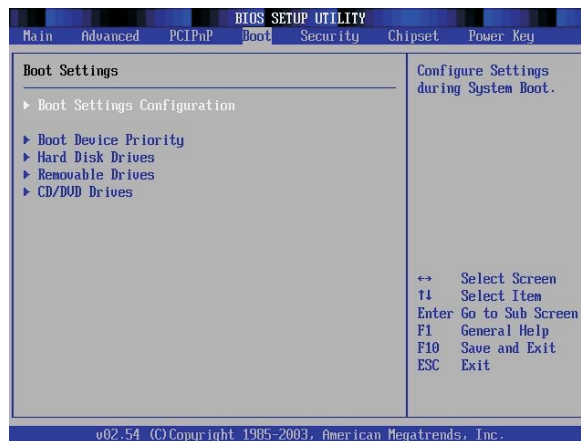 BIOS SETUP UTILITY
Main Advanced PCIPnP Boot Security Chipset Power Key
Boot Settings
Boot Settings Configuration
Boot Device Priority
Hard Disk Drives
Removable Drives
CD/DVD Drives
Configure Settings
during System Boot.
↔ Select Screen
↑↓ Select Item
Enter Go to Sub Screen
F1 General Help
F10 Save and Exit
ESC Exit
v02.54 (C)Copyright 1985-2003, American Megatrends, Inc.